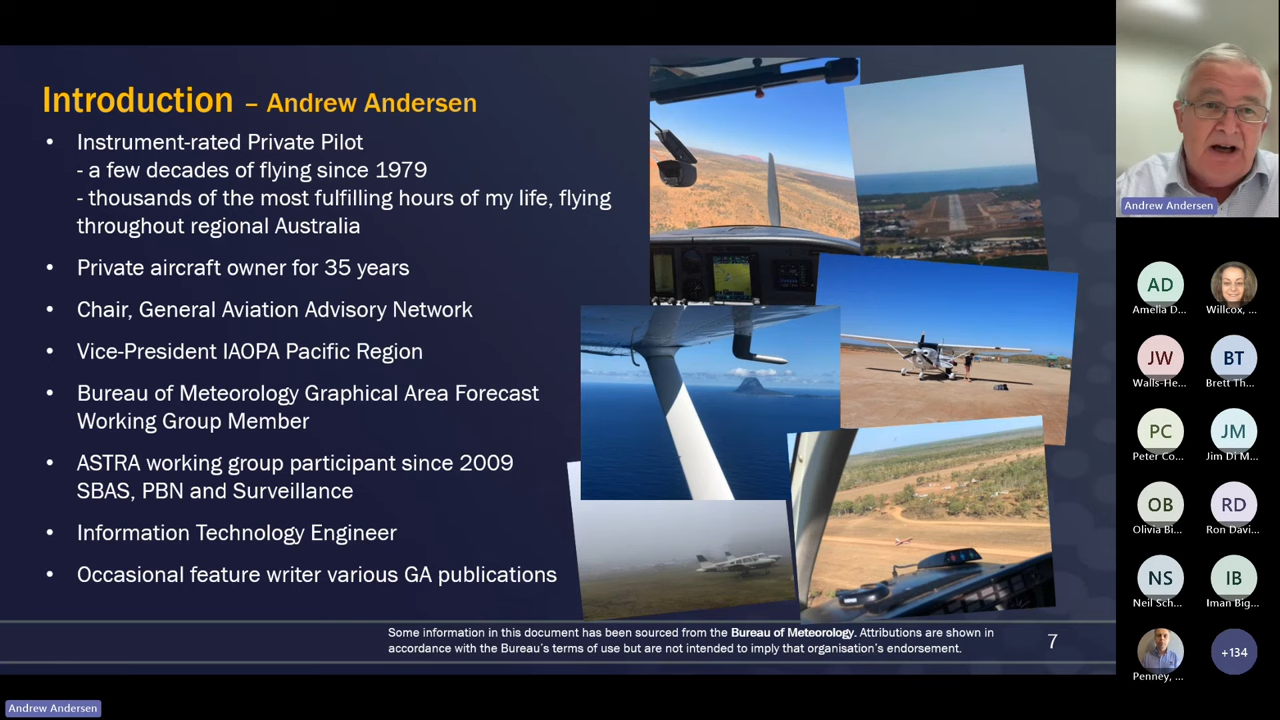 Introduction – Andrew Andersen
• Instrument-rated Private Pilot
- a few decades of flying since 1979
- thousands of the most fulfilling hours of my life, flying
throughout regional Australia
• Private aircraft owner for 35 years
• Chair, General Aviation Advisory Network
• Vice-President IAOPA Pacific Region
• Bureau of Meteorology Graphical Area Forecast
Working Group Member
• ASTRA working group participant since 2009
SBAS, PBN and Surveillance
• Information Technology Engineer
• Occasional feature writer various GA publications
Some information in this document has been sourced from the Bureau of Meteorology. Attributions are shown in
accordance with the Bureau's terms of use but are not intended to imply that organisation's endorsement.
7
Andrew Andersen
AD
Amelia D...
Willcox, ...
JW
Walls-He...
BT
Brett Th...
PC
Peter Co...
JM
Jim Di M...
OB
Olivia Bi...
RD
Ron Davi...
NS
Neil Sch...
IB
Iman Big...
Penney, ...
+134
Andrew Andersen